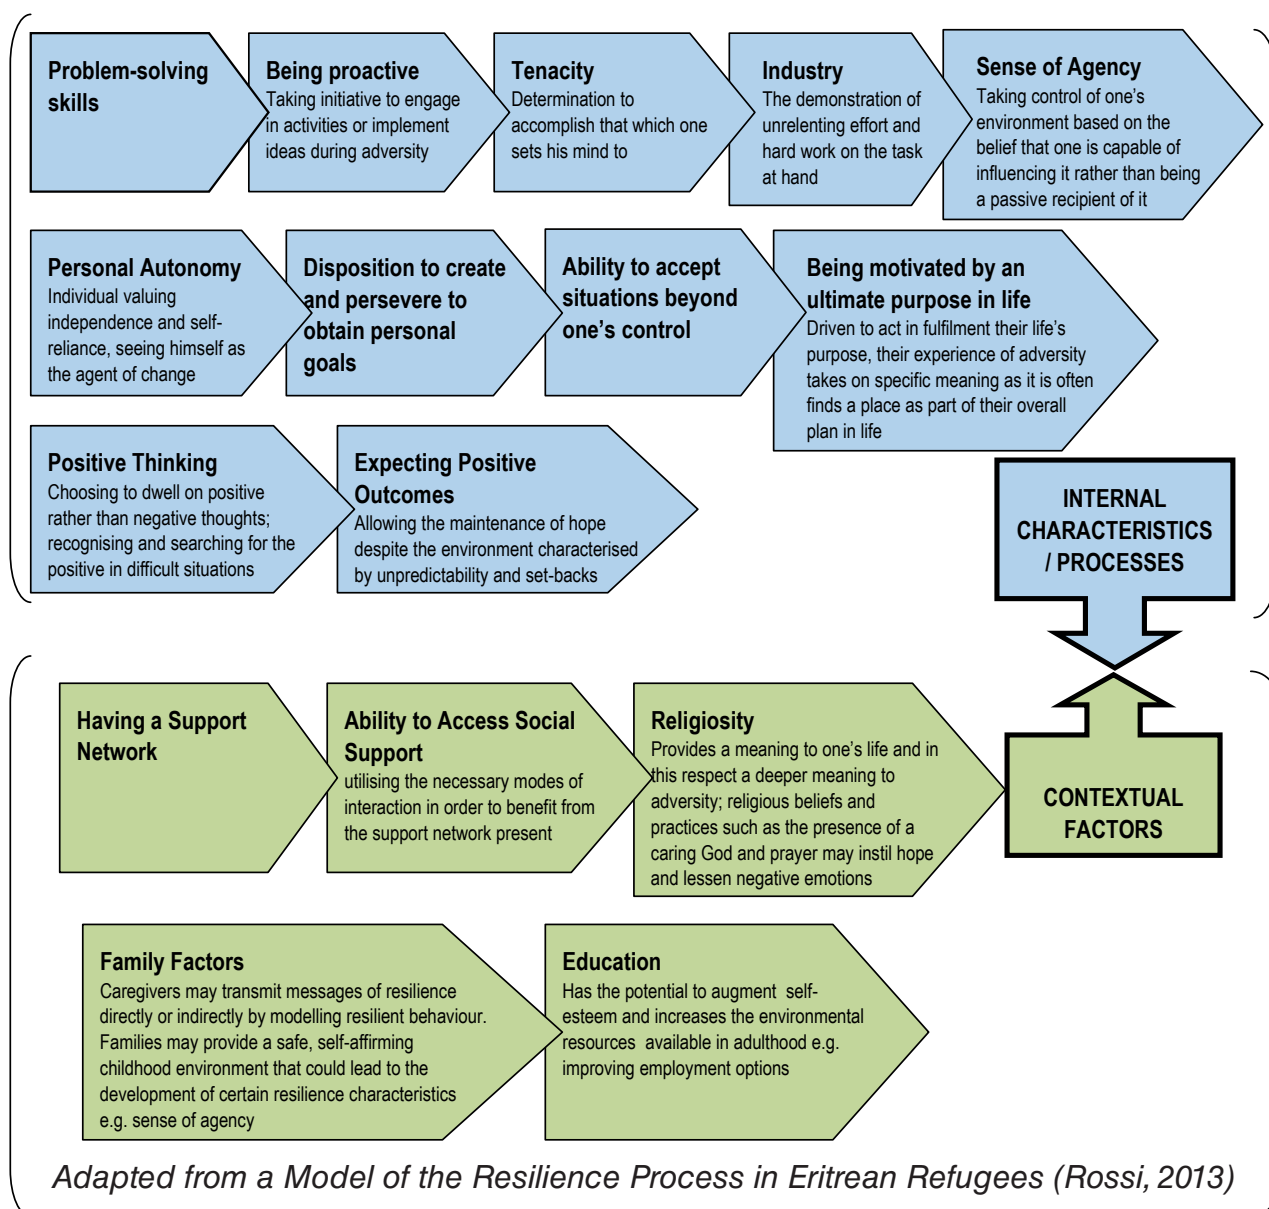 Problem-solving
skills
Being proactive
Taking initiative to engage
in activities or implement
ideas during adversity
Tenacity
Determination to
accomplish that which one
sets his mind to
Industry
The demonstration of
unrelenting effort and
hard work on the task
at hand
Sense of Agency
Taking control of one's
environment based on the
belief that one is capable of
influencing it rather than being
a passive recipient of it
Personal Autonomy
Individual valuing
independence and self-
reliance, seeing himself as
the agent of change
Disposition to create
and persevere to
obtain personal
goals
Ability to accept
situations beyond
one's control
Being motivated by an
ultimate purpose in life
Driven to act in fulfilment their life's
purpose, their experience of adversity
takes on specific meaning as it is often
finds a place as part of their overall
plan in life
Positive Thinking
Choosing to dwell on positive
rather than negative thoughts;
recognising and searching for the
positive in difficult situations
Expecting Positive
Outcomes
Allowing the maintenance of hope
despite the environment characterised
by unpredictability and set-backs
INTERNAL
CHARACTERISTICS
/ PROCESSES
Having a Support
Network
Ability to Access Social
Support
utilising the necessary modes of
interaction in order to benefit from
the support network present
Religiosity
Provides a meaning to one's life and in
this respect a deeper meaning to
adversity; religious beliefs and
practices such as the presence of a
caring God and prayer may instil hope
and lessen negative emotions
CONTEXTUAL
FACTORS
Family Factors
Caregivers may transmit messages of resilience
directly or indirectly by modelling resilient behaviour.
Families may provide a safe, self-affirming
childhood environment that could lead to the
development of certain resilience characteristics
e.g. sense of agency
Education
Has the potential to augment self-
esteem and increases the environmental
resources available in adulthood e.g.
improving employment options
Adapted from a Model of the Resilience Process in Eritrean Refugees (Rossi, 2013)